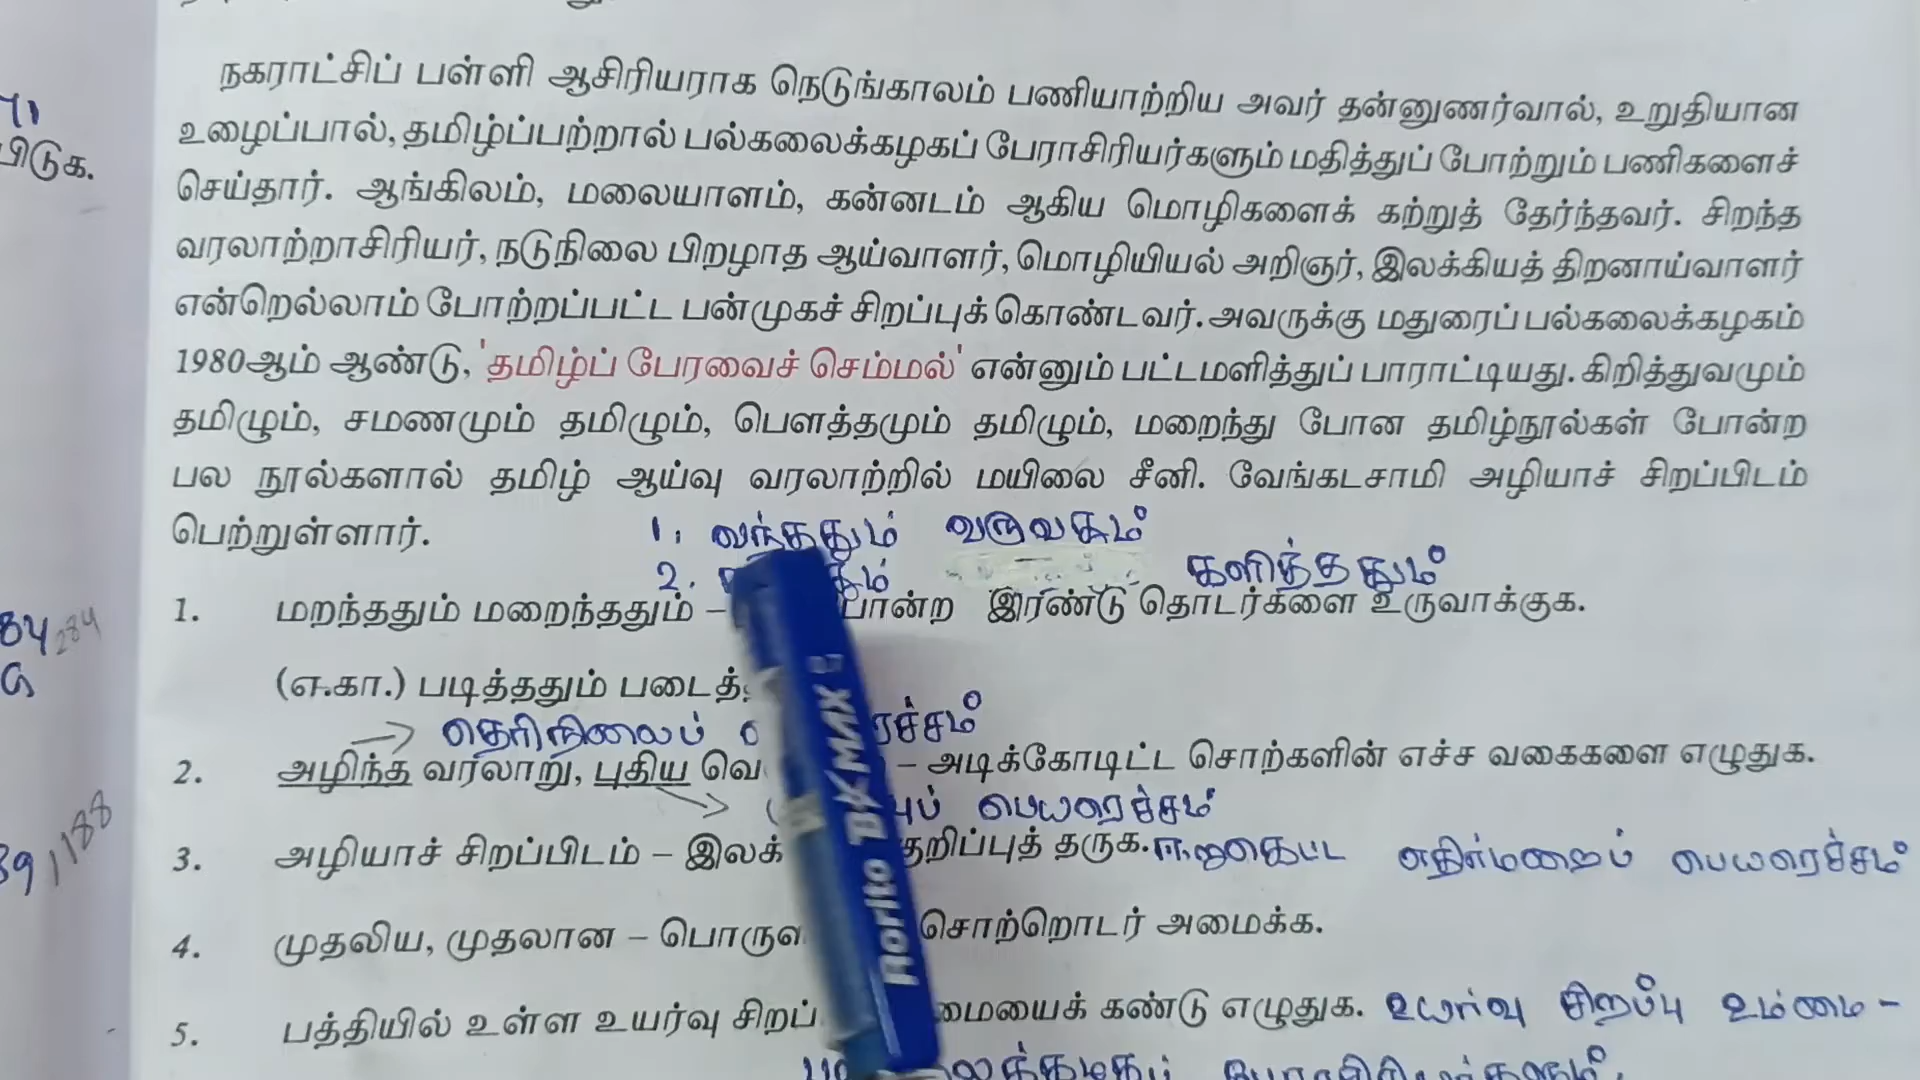 நகராட்சிப் பள்ளி ஆசிரியராக நெடுங்காலம் பணியாற்றிய அவர் தன்னுணர்வால், உறுதியான
உழைப்பால், தமிழ்ப்பற்றால் பல்கலைக்கழகப் பேராசிரியர்களும் மதித்துப் போற்றும் பணிகளைச்
பிடுக.
செய்தார். ஆங்கிலம், மலையாளம், கன்னடம் ஆகிய மொழிகளைக் கற்றுத் தேர்ந்தவர். சிறந்த
வரலாற்றாசிரியர், நடுநிலை பிறழாத ஆய்வாளர், மொழியியல் அறிஞர், இலக்கியத் திறனாய்வாளர்
என்றெல்லாம் போற்றப்பட்ட பன்முகச் சிறப்புக் கொண்டவர். அவருக்கு மதுரைப் பல்கலைக்கழகம்
1980ஆம் ஆண்டு, 'தமிழ்ப் பேரவைச் செம்மல்' என்னும் பட்டமளித்துப் பாராட்டியது. கிறித்துவமும்
தமிழும், சமணமும் தமிழும், பௌத்தமும் தமிழும், மறைந்து போன தமிழ்நூல்கள் போன்ற
பல நூல்களால் தமிழ் ஆய்வு வரலாற்றில் மயிலை சீனி. வேங்கடசாமி அழியாச் சிறப்பிடம்
பெற்றுள்ளார்.
1. வந்ததும் வருவதும்
2. களித்ததும்
84 284
1. மறந்ததும் மறைந்ததும் – இரண்டு தொடர்களை உருவாக்குக.
(எ.கா.) படித்ததும்
தெரிநிலைப்
2. அழிந்த வரலாறு, புதிய – அடிக்கோடிட்ட சொற்களின் எச்ச வகைகளை எழுதுக.
பெயரெச்சம்
3. அழியாச் சிறப்பிடம் – தருக. ஈறுகெட்ட எதிர்மறைப் பெயரெச்சம்
4. முதலிய, முதலான – சொற்றொடர் அமைக்க.
5. பத்தியில் உள்ள உயர்வு கண்டு எழுதுக. உயர்வு சிறப்பு உம்மை –
பேராசிரியர்களும்.
Rorito B4MAX